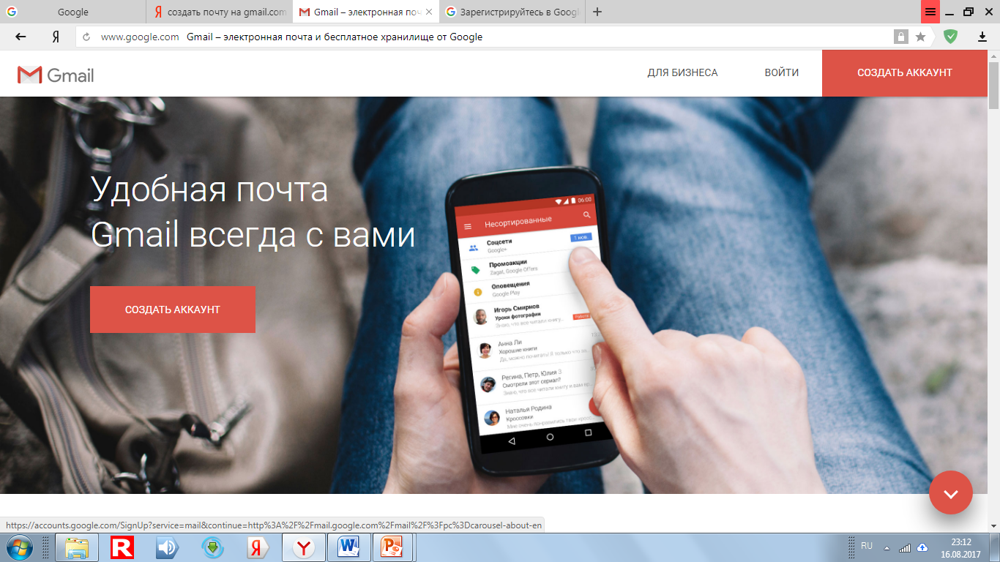 Google
создать почту на gmail.com
Gmail – электронная поч
Зарегистрируйтесь в Googl
www.google.com Gmail – электронная почта и бесплатное хранилище от Google
Gmail
ДЛЯ БИЗНЕСА
ВОЙТИ
СОЗДАТЬ АККАУНТ
Удобная почта
Gmail всегда с вами
СОЗДАТЬ АККАУНТ
06:00
Несортированные
Соцсети
1 нов.
Google+
Промоакции
Zagat, Google Offers
Оповещения
Google Play
Игорь Смирнов
Уроки фотографии
Знаю, что все читали книгу...
Работа
Анна Ли
Хорошие книги
Да, можно почитать! Я только что за
Регина, Петр, Юлия 3
Смотрели этот сериал?
Знаю, что все читали книгу и вам
Наталья Родина
Кроссовки
Мне очень понравились твои
https://accounts.google.com/SignUp?service=mail&continue=http%3A%2F%2Fmail.google.com%2Fmail%2F%3Fpc%3Dcarousel-about-en
RU
23:12
16.08.2017